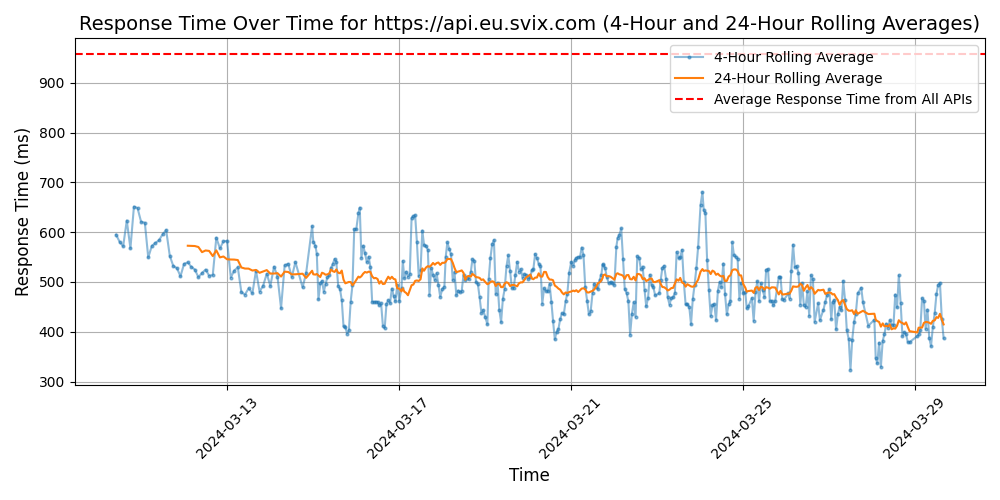 Response Time Over Time for https://api.eu.svix.com (4-Hour and 24-Hour Rolling Averages)
4-Hour Rolling Average
24-Hour Rolling Average
Average Response Time from All APIs
Response Time (ms)
900
800
700
600
500
400
300
2024-03-13
2024-03-17
2024-03-21
2024-03-25
2024-03-29
Time